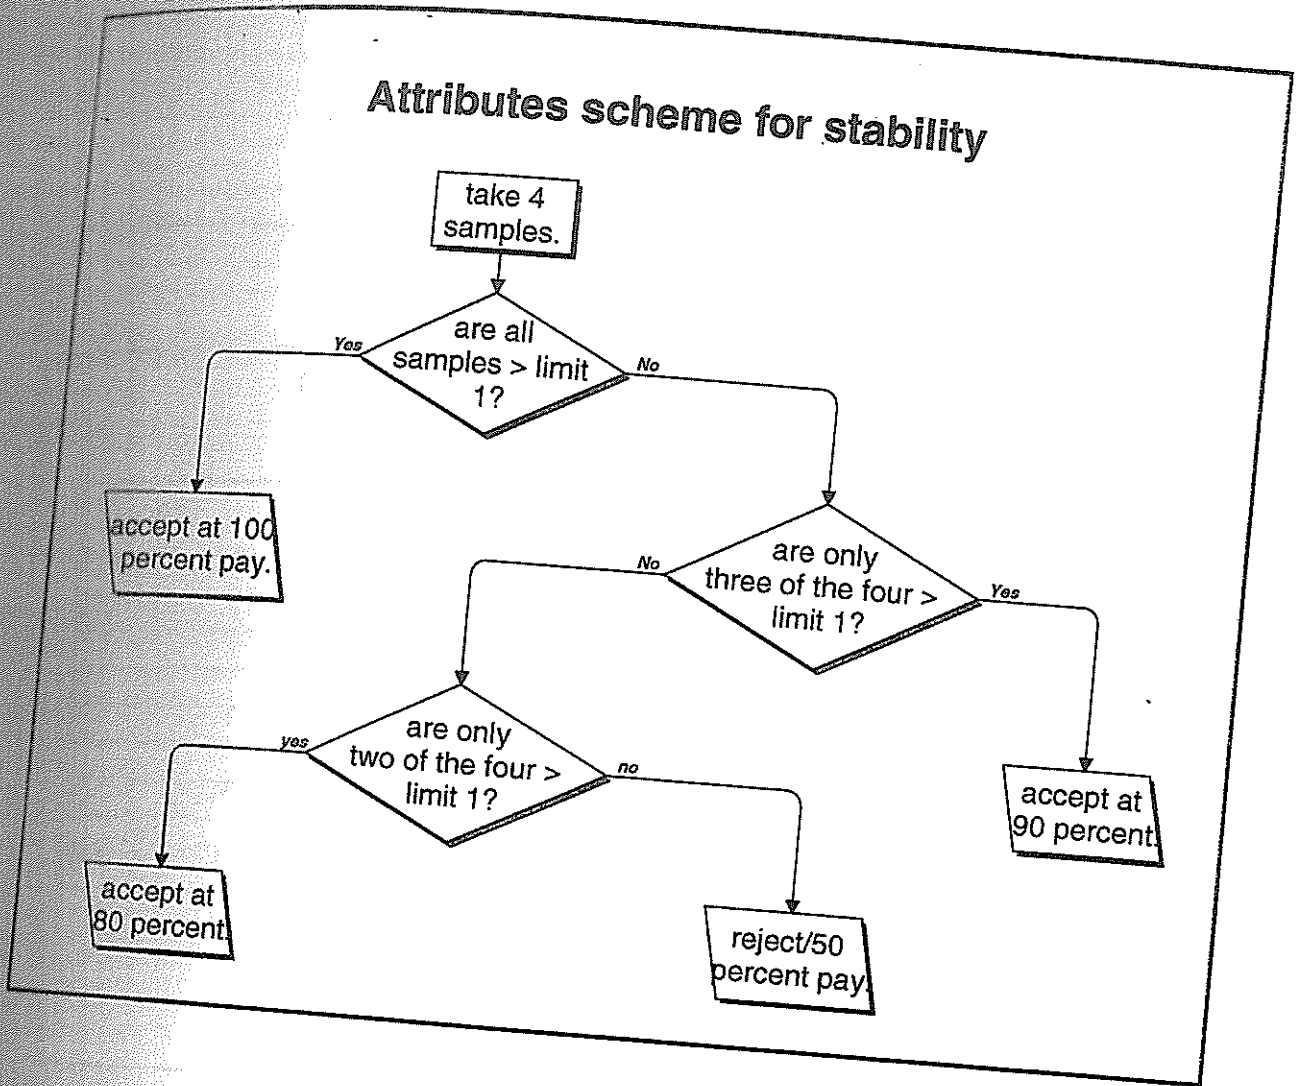 Attributes scheme for stability
take 4
samples.
are all
samples > limit
1?
Yes
No
accept at 100
percent pay.
are only
three of the four >
limit 1?
No
Yes
are only
two of the four >
limit 1?
yes
no
accept at
90 percent.
accept at
80 percent.
reject/50
percent pay.